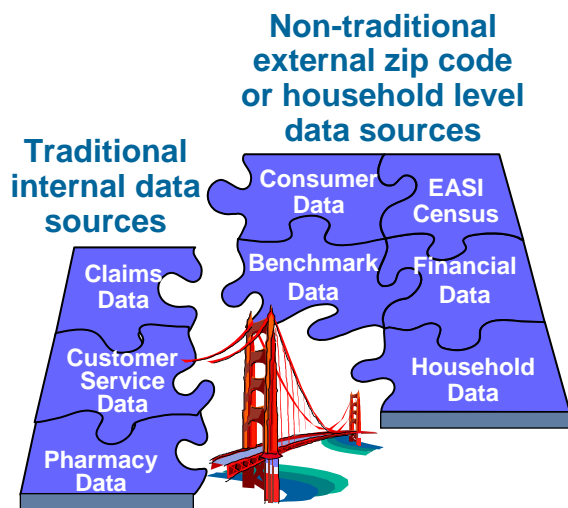 Non-traditional
external zip code
or household level
data sources
Traditional
internal data
sources
Consumer
Data
EASI
Census
Benchmark
Data
Financial
Data
Household
Data
Claims
Data
Customer
Service
Data
Pharmacy
Data